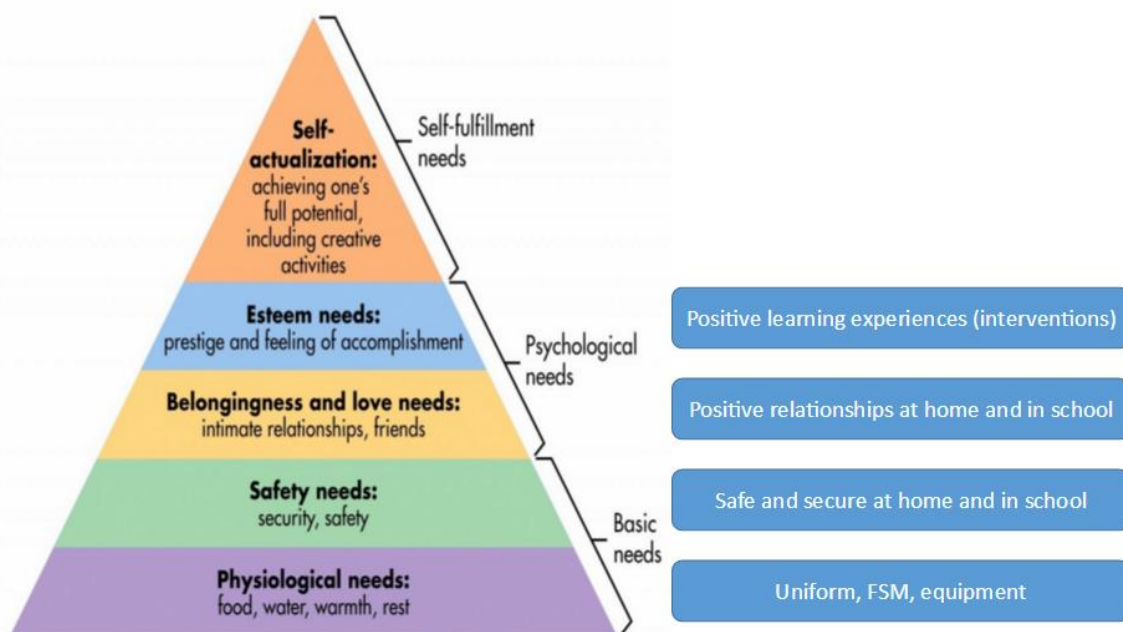 Self-
actualization:
achieving one's
full potential,
including creative
activities
Self-fulfillment
needs
Esteem needs:
prestige and feeling of accomplishment
Psychological
needs
Positive learning experiences (interventions)
Belongingness and love needs:
intimate relationships, friends
Positive relationships at home and in school
Safety needs:
security, safety
Safe and secure at home and in school
Basic
needs
Physiological needs:
food, water, warmth, rest
Uniform, FSM, equipment